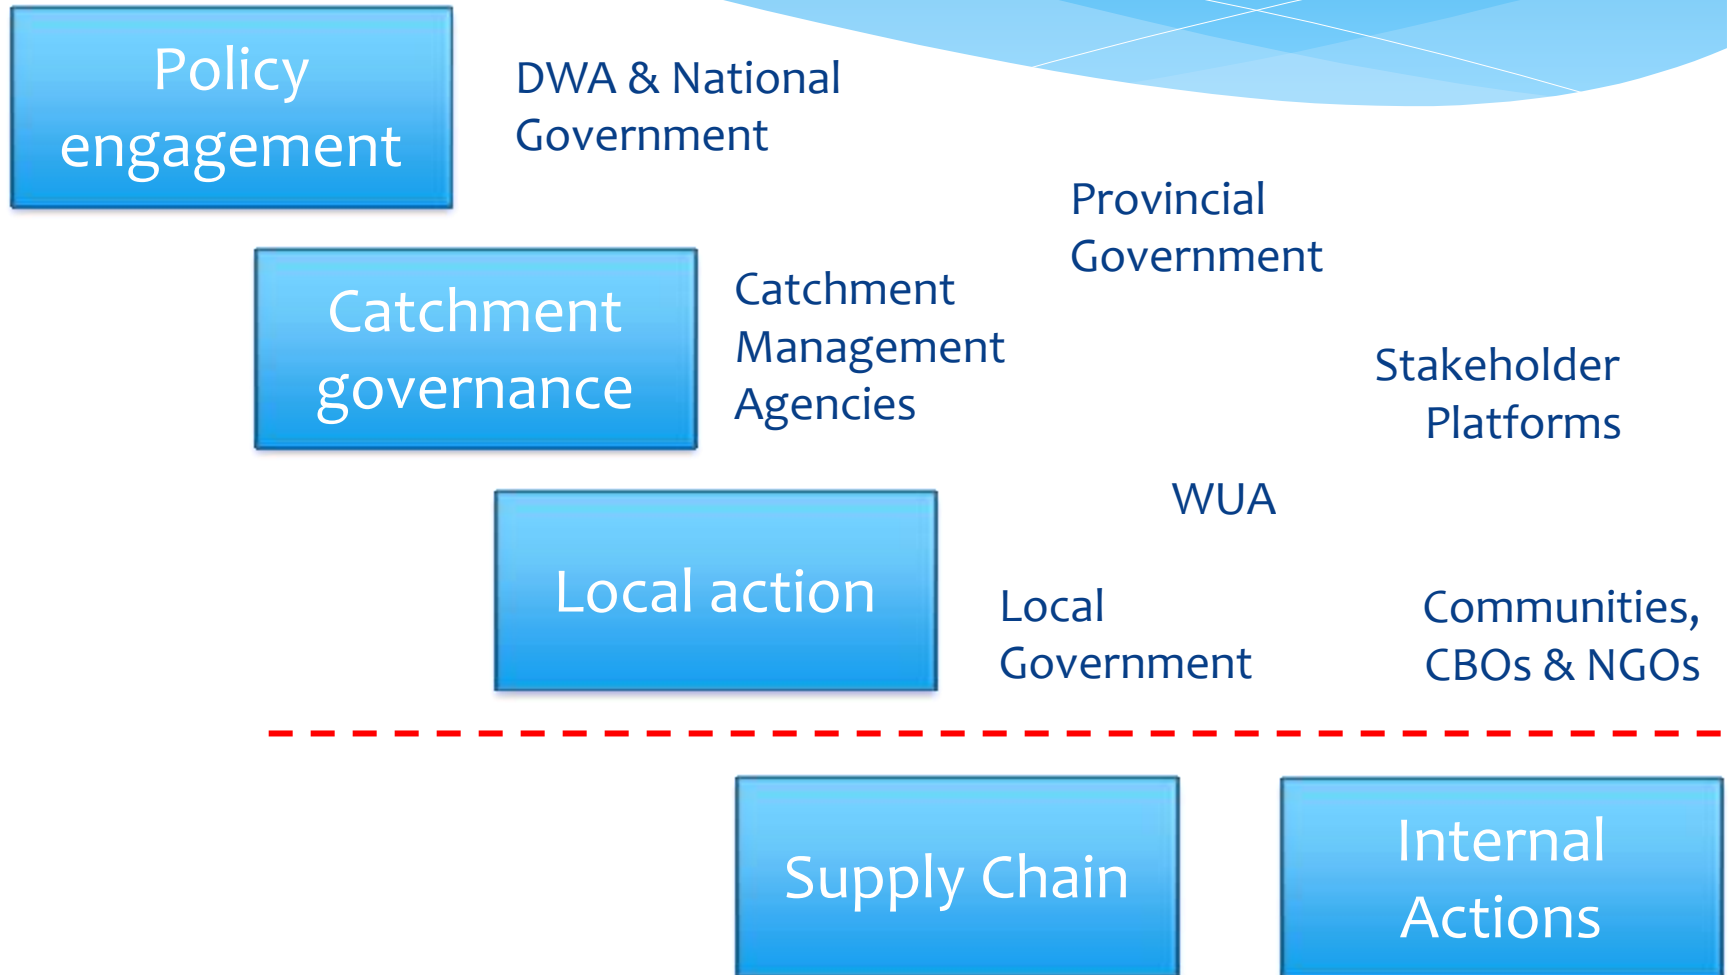 Policy
engagement
DWA & National
Government
Provincial
Government
Catchment
governance
Catchment
Management
Agencies
Stakeholder
Platforms
WUA
Local action
Local
Government
Communities,
CBOs & NGOs
Supply Chain
Internal
Actions